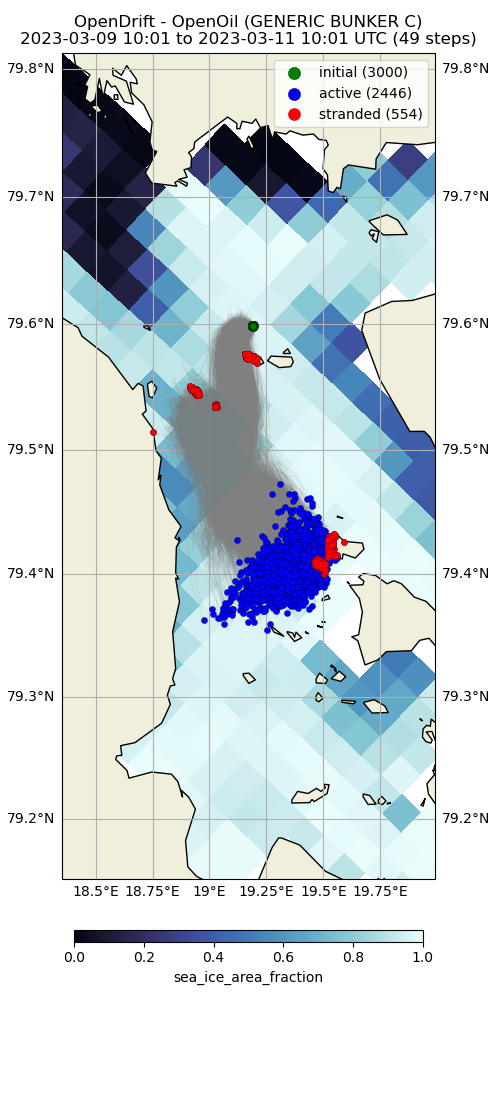 OpenDrift - OpenOil (GENERIC BUNKER C)
2023-03-09 10:01 to 2023-03-11 10:01 UTC (49 steps)
initial (3000)
active (2446)
stranded (554)
79.8°N 79.8°N
79.7°N 79.7°N
79.6°N 79.6°N
79.5°N 79.5°N
79.4°N 79.4°N
79.3°N 79.3°N
79.2°N 79.2°N
18.5°E 18.75°E 19°E 19.25°E 19.5°E 19.75°E
0.0 0.2 0.4 0.6 0.8 1.0
sea_ice_area_fraction